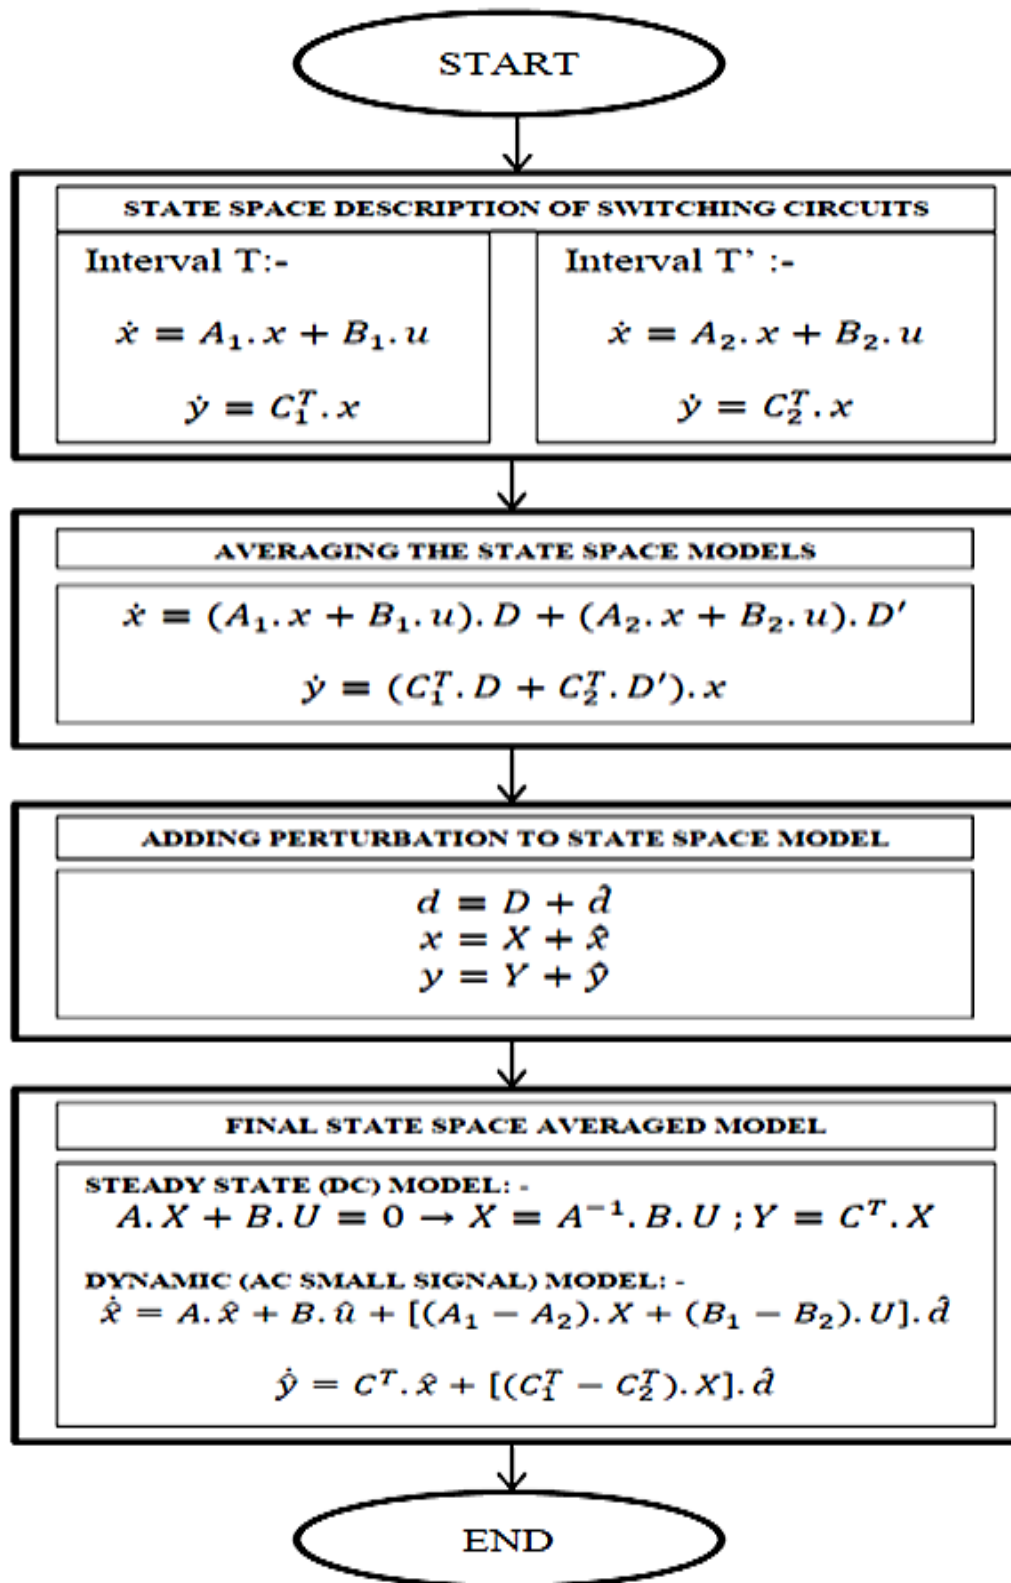 START
STATE SPACE DESCRIPTION OF SWITCHING CIRCUITS
Interval T:-
ẋ = A₁. x + B₁. u
ẏ = C₁ᵀ. x
Interval T’ :-
ẋ = A₂. x + B₂. u
ẏ = C₂ᵀ. x
AVERAGING THE STATE SPACE MODELS
ẋ = (A₁. x + B₁. u). D + (A₂. x + B₂. u). D′
ẏ = (C₁ᵀ. D + C₂ᵀ. D′). x
ADDING PERTURBATION TO STATE SPACE MODEL
d = D + d̂
x = X + x̂
y = Y + ŷ
FINAL STATE SPACE AVERAGED MODEL
STEADY STATE (DC) MODEL: -
A. X + B. U = 0 → X = A⁻¹. B. U ; Y = Cᵀ. X
DYNAMIC (AC SMALL SIGNAL) MODEL: -
x̂̇ = A. x̂ + B. û + [(A₁ − A₂). X + (B₁ − B₂). U]. d̂
ŷ̇ = Cᵀ. x̂ + [(C₁ᵀ − C₂ᵀ). X]. d̂
END